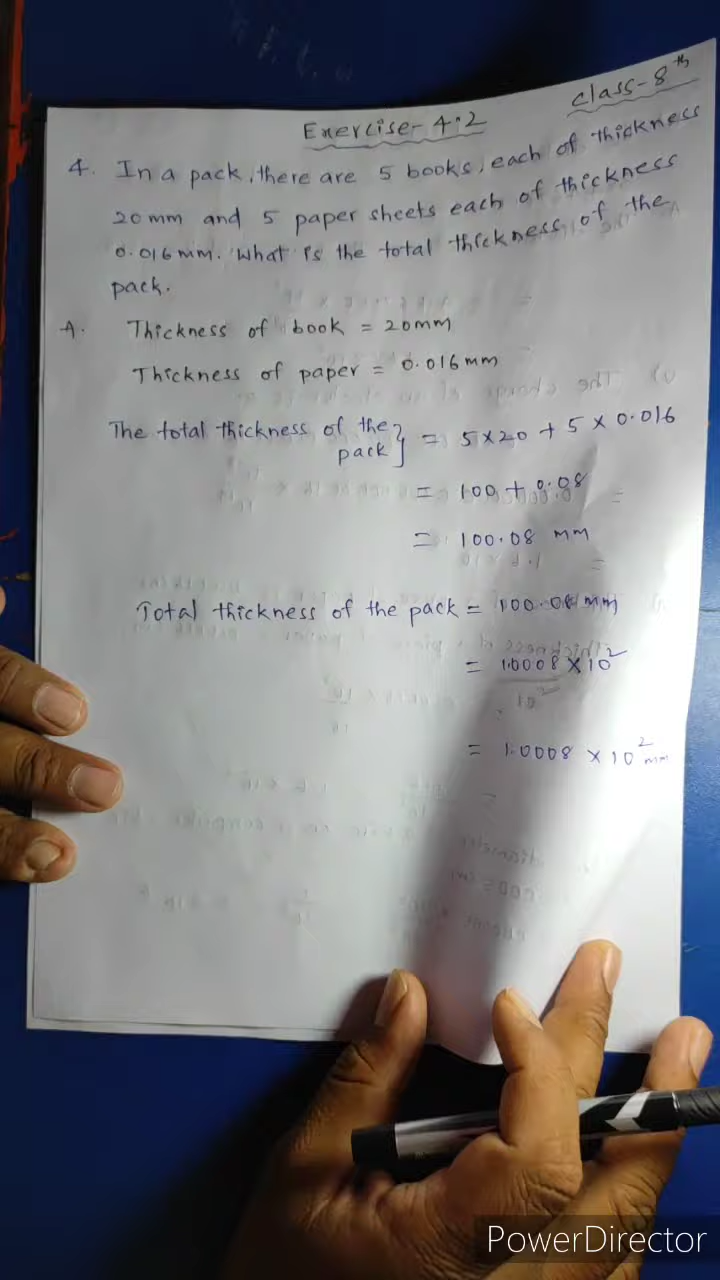 class-8th
Exercise-4.2
4. In a pack, there are 5 books, each of thickness
20mm and 5 paper sheets each of thickness
0.016mm. What is the total thickness of the
pack.
A. Thickness of book = 20mm
Thickness of paper = 0.016mm
The total thickness of the pack } = 5 × 20 + 5 × 0.016
= 100 + 0.08
= 100.08 mm
Total thickness of the pack = 100.08 mm
= 1.0008 × 10²
= 1.0008 × 10² mm
PowerDirector